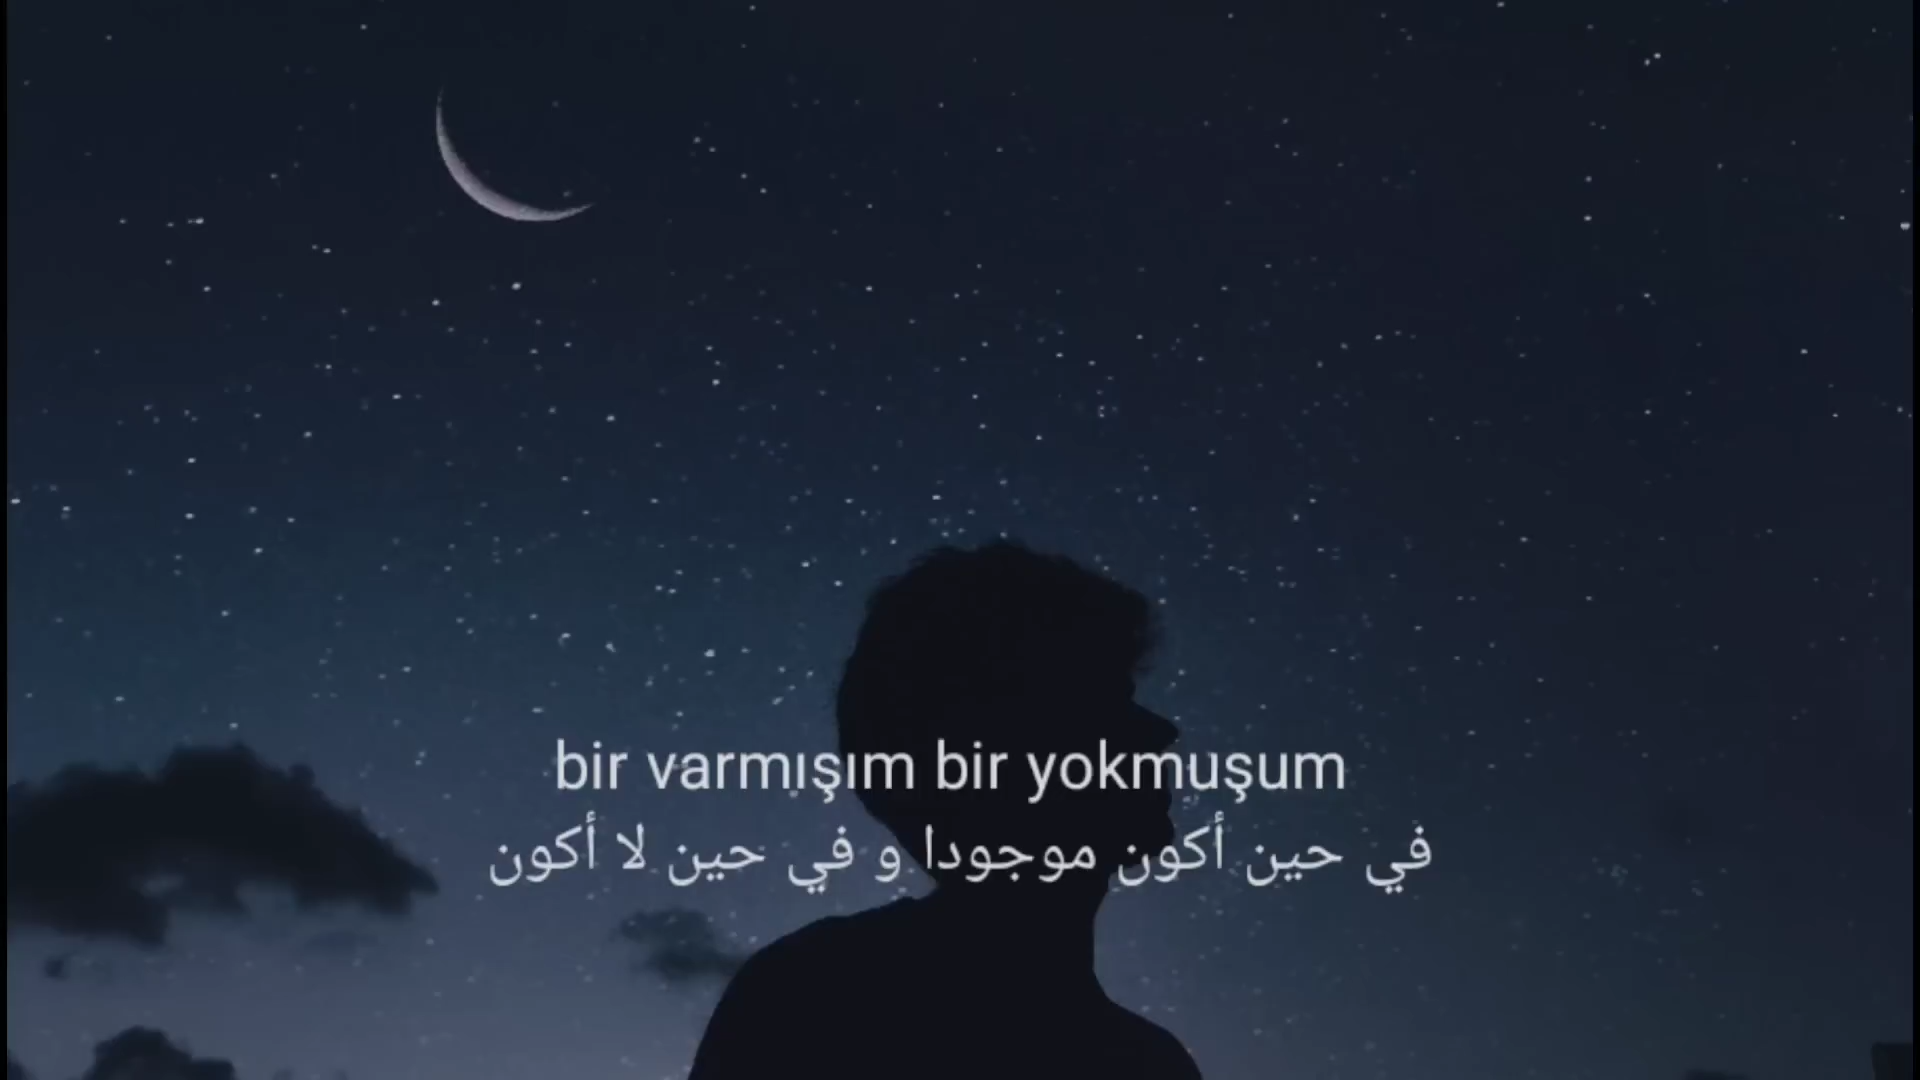 bir varmışım bir yokmuşum
في حين أكون موجودا و في حين لا أكون